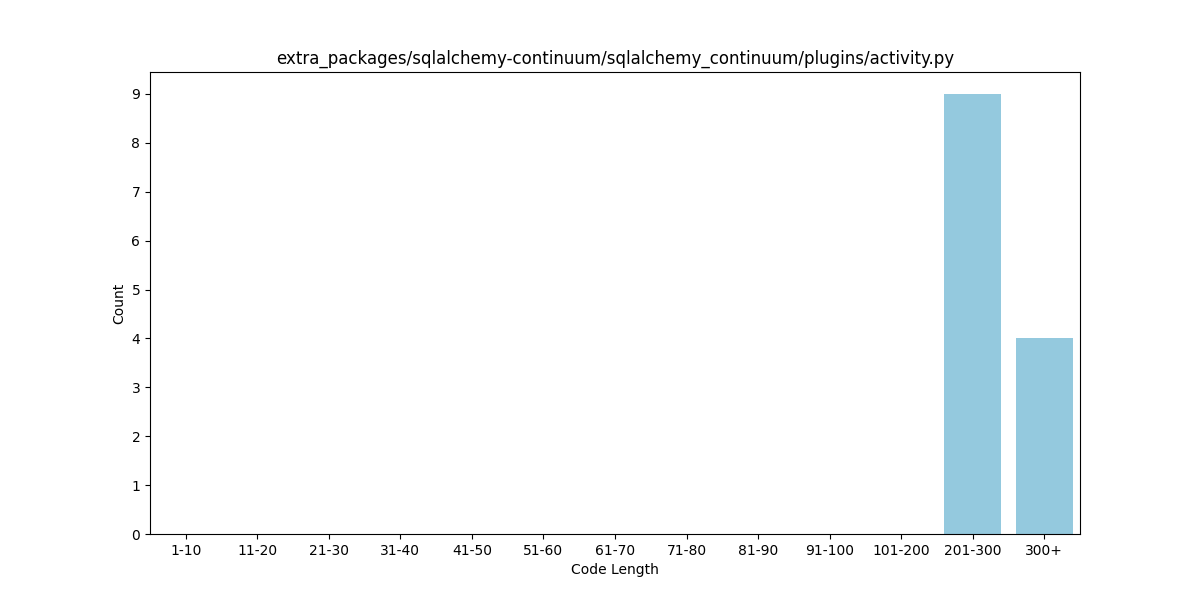 extra_packages/sqlalchemy-continuum/sqlalchemy_continuum/plugins/activity.py
9
8
7
6
5
4
3
2
1
0
Count
1-10 11-20 21-30 31-40 41-50 51-60 61-70 71-80 81-90 91-100 101-200 201-300 300+
Code Length